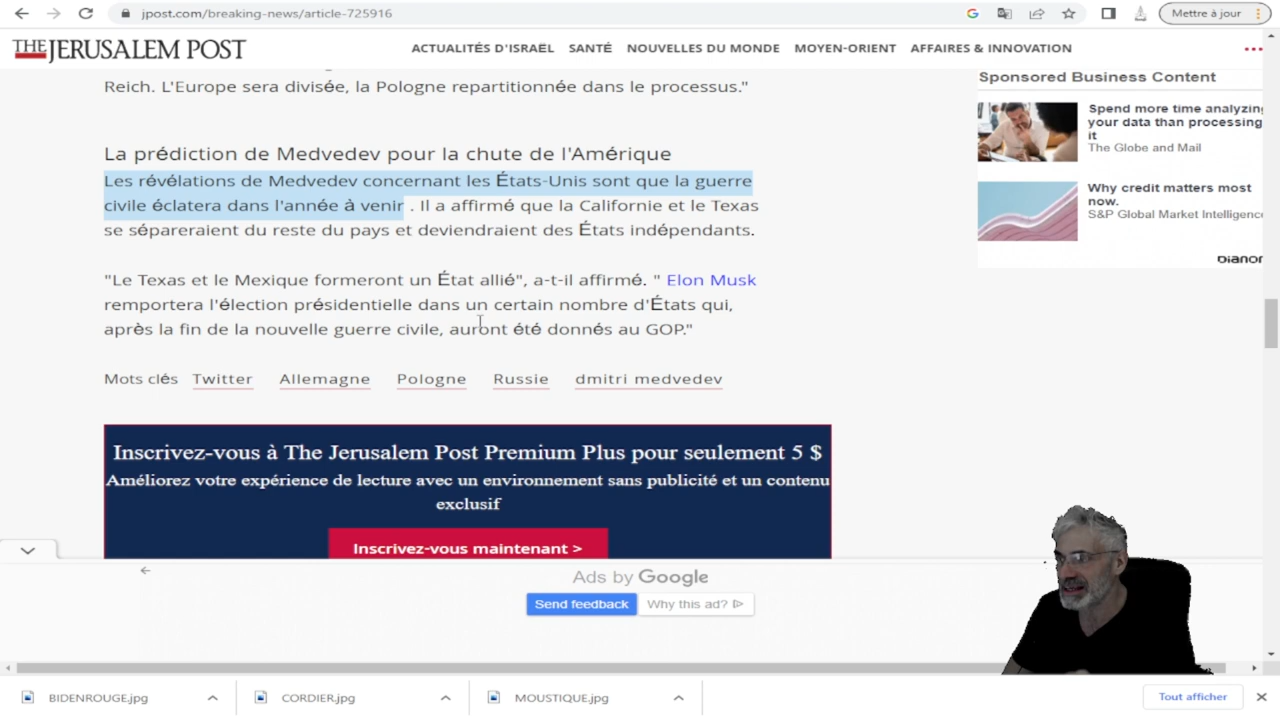 jpost.com/breaking-news/article-725916
Mettre à jour
THE JERUSALEM POST
ACTUALITÉS D'ISRAËL SANTÉ NOUVELLES DU MONDE MOYEN-ORIENT AFFAIRES & INNOVATION
Reich. L'Europe sera divisée, la Pologne repartitionnée dans le processus."
La prédiction de Medvedev pour la chute de l'Amérique
Les révélations de Medvedev concernant les États-Unis sont que la guerre
civile éclatera dans l'année à venir . Il a affirmé que la Californie et le Texas
se sépareraient du reste du pays et deviendraient des États indépendants.
"Le Texas et le Mexique formeront un État allié", a-t-il affirmé. " Elon Musk
remportera l'élection présidentielle dans un certain nombre d'États qui,
après la fin de la nouvelle guerre civile, auront été donnés au GOP."
Mots clés Twitter Allemagne Pologne Russie dmitri medvedev
Inscrivez-vous à The Jerusalem Post Premium Plus pour seulement 5 $
Améliorez votre expérience de lecture avec un environnement sans publicité et un contenu
exclusif
Inscrivez-vous maintenant >
Sponsored Business Content
Spend more time analyzing
your data than processing
it
The Globe and Mail
Why credit matters most
now.
S&P Global Market Intelligence
Ads by Google
Send feedback
Why this ad?
BIDENROUGE.jpg
CORDIER.jpg
MOUSTIQUE.jpg
Tout afficher